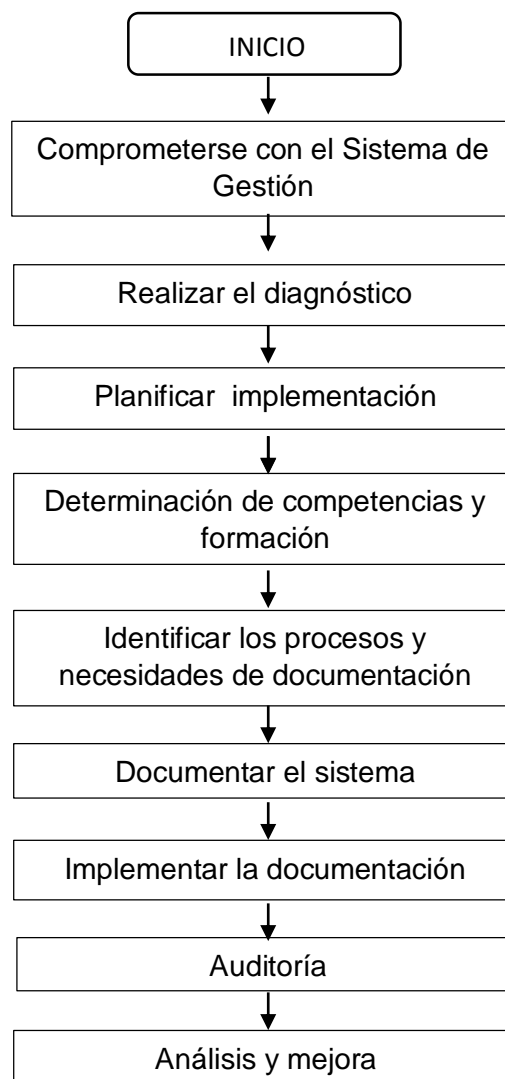 INICIO
Comprometerse con el Sistema de
Gestión
Realizar el diagnóstico
Planificar implementación
Determinación de competencias y
formación
Identificar los procesos y
necesidades de documentación
Documentar el sistema
Implementar la documentación
Auditoría
Análisis y mejora